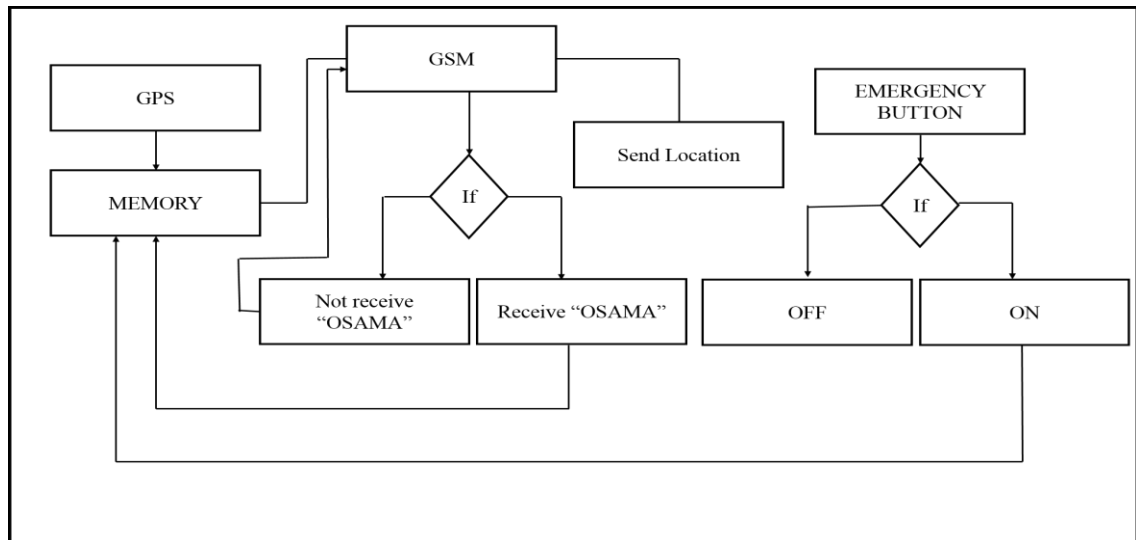 GSM
GPS
EMERGENCY
BUTTON
Send Location
MEMORY
If
If
Not receive
“OSAMA”
Receive “OSAMA”
OFF
ON